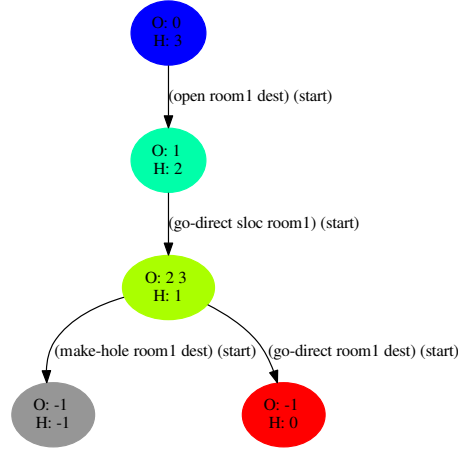 O: 0
H: 3
(open room1 dest) (start)
O: 1
H: 2
(go-direct sloc room1) (start)
O: 2 3
H: 1
(make-hole room1 dest) (start)
(go-direct room1 dest) (start)
O: -1
H: -1
O: -1
H: 0